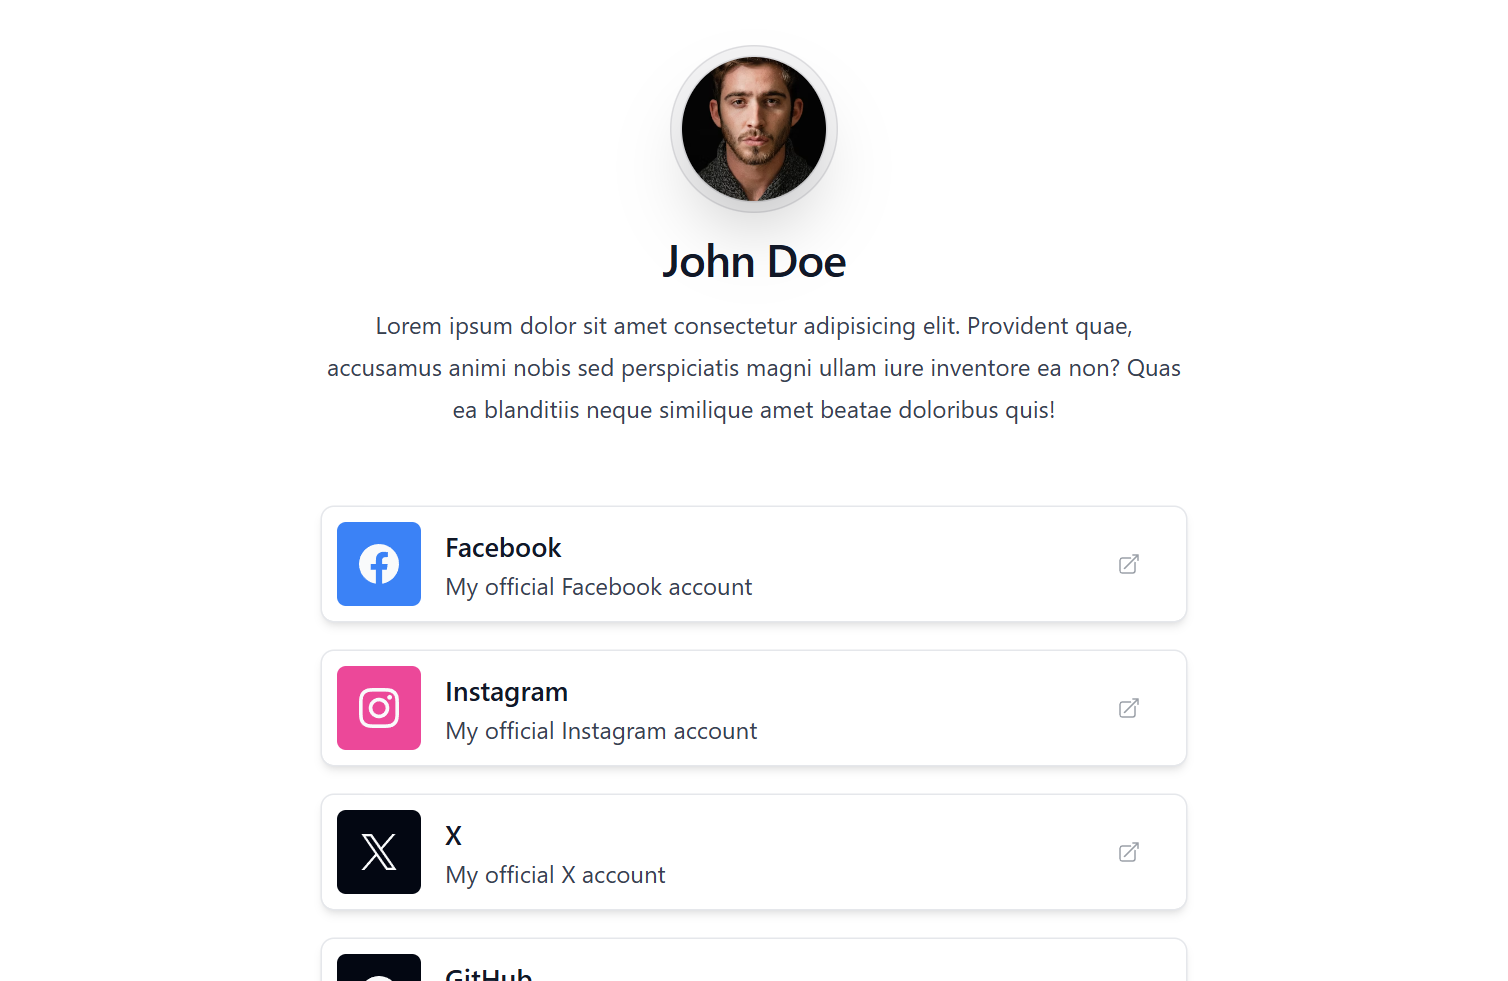 John Doe
Lorem ipsum dolor sit amet consectetur adipisicing elit. Provident quae,
accusamus animi nobis sed perspiciatis magni ullam iure inventore ea non? Quas
ea blanditiis neque similique amet beatae doloribus quis!
Facebook
My official Facebook account
Instagram
My official Instagram account
X
My official X account
GitHub